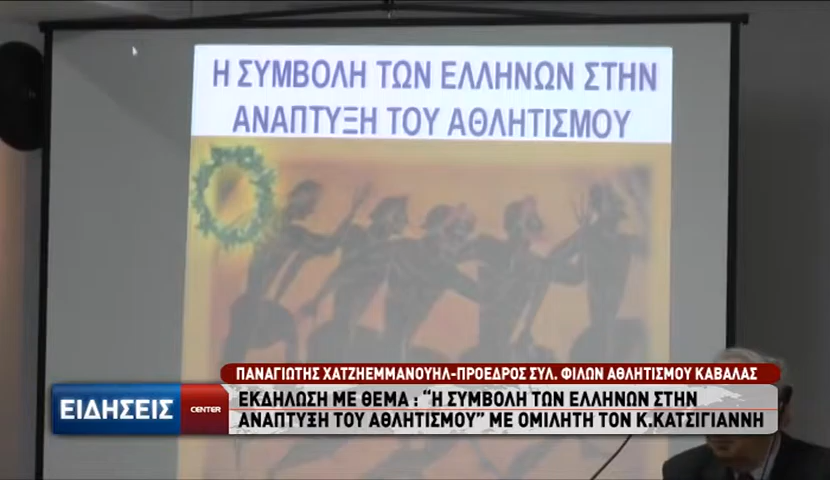 Η ΣΥΜΒΟΛΗ ΤΩΝ ΕΛΛΗΝΩΝ ΣΤΗΝ
ΑΝΑΠΤΥΞΗ ΤΟΥ ΑΘΛΗΤΙΣΜΟΥ
ΠΑΝΑΓΙΩΤΗΣ ΧΑΤΖΗΕΜΜΑΝΟΥΗΛ-ΠΡΟΕΔΡΟΣ ΣΥΛ. ΦΙΛΩΝ ΑΘΛΗΤΙΣΜΟΥ ΚΑΒΑΛΑΣ
ΕΙΔΗΣΕΙΣ
CENTER
ΕΚΔΗΛΩΣΗ ΜΕ ΘΕΜΑ : “Η ΣΥΜΒΟΛΗ ΤΩΝ ΕΛΛΗΝΩΝ ΣΤΗΝ
ΑΝΑΠΤΥΞΗ ΤΟΥ ΑΘΛΗΤΙΣΜΟΥ” ΜΕ ΟΜΙΛΗΤΗ ΤΟΝ Κ.ΚΑΤΣΙΓΙΑΝΝΗ